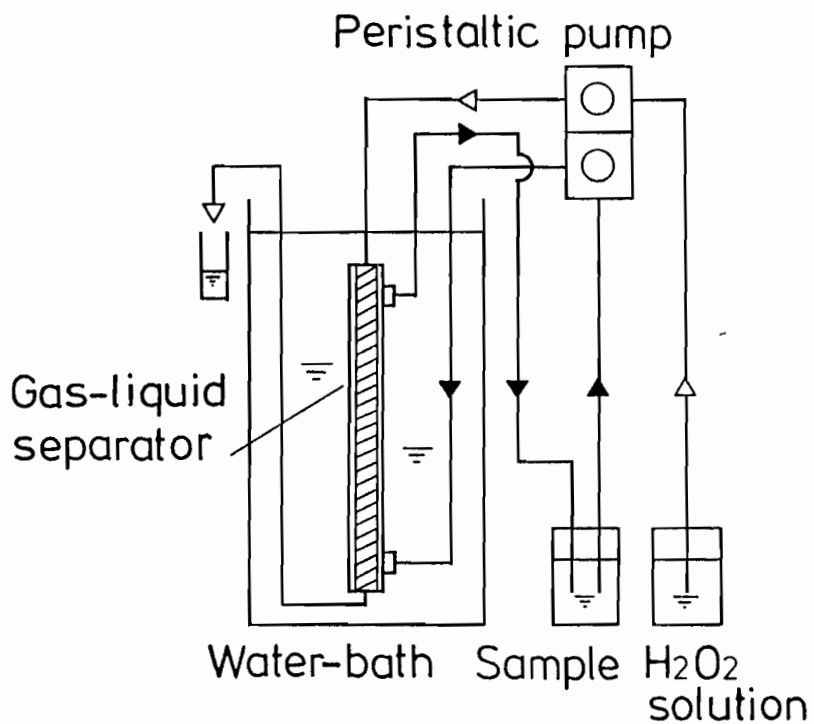 Peristaltic pump
Gas-liquid
separator
Water-bath
Sample
H2O2
solution